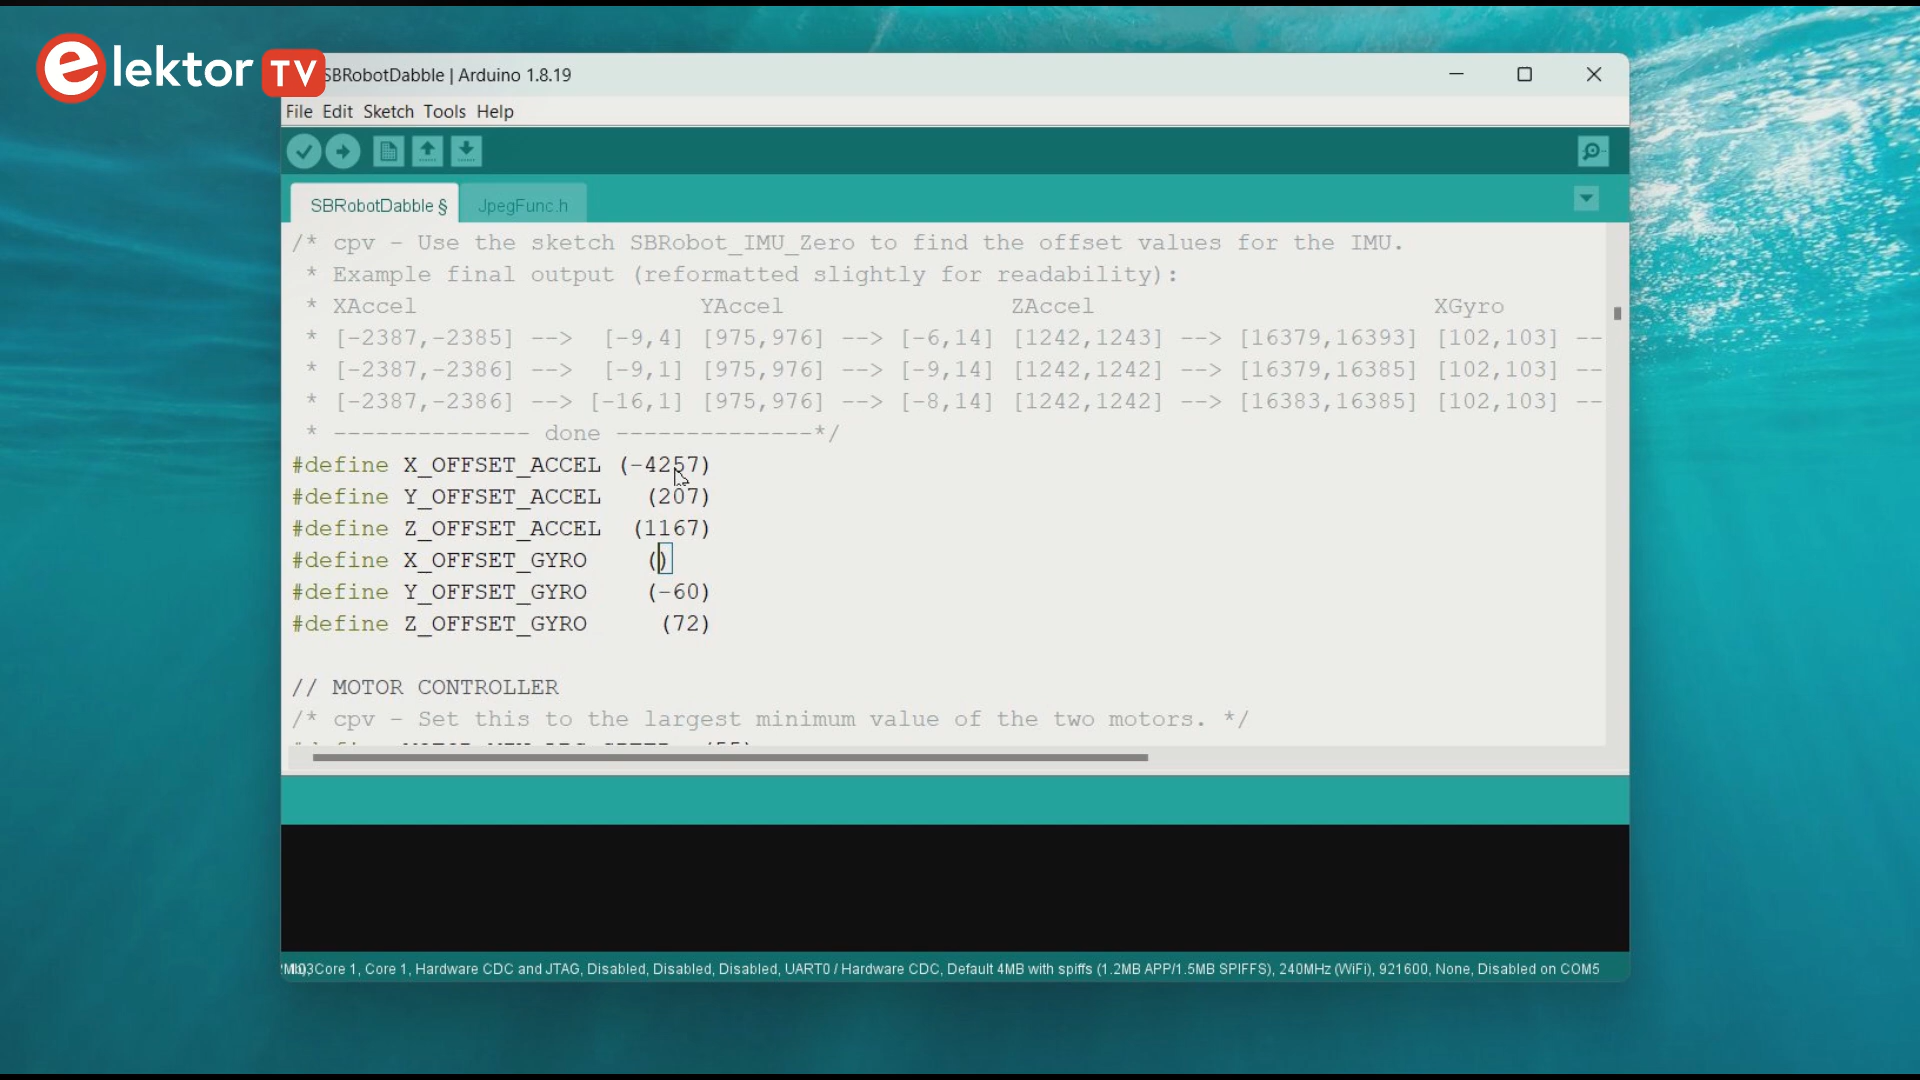 elektor TV
SBRobotDabble | Arduino 1.8.19
File Edit Sketch Tools Help
SBRobotDabble § JpegFunc.h
/* cpv - Use the sketch SBRobot_IMU_Zero to find the offset values for the IMU.
* Example final output (reformatted slightly for readability):
* XAccel YAccel ZAccel XGyro
* [-2387,-2385] --> [-9,4] [975,976] --> [-6,14] [1242,1243] --> [16379,16393] [102,103] --
* [-2387,-2386] --> [-9,1] [975,976] --> [-9,14] [1242,1242] --> [16379,16385] [102,103] --
* [-2387,-2386] --> [-16,1] [975,976] --> [-8,14] [1242,1242] --> [16383,16385] [102,103] --
* -------------- done --------------*/
#define X_OFFSET_ACCEL (-4257)
#define Y_OFFSET_ACCEL (207)
#define Z_OFFSET_ACCEL (1167)
#define X_OFFSET_GYRO ()
#define Y_OFFSET_GYRO (-60)
#define Z_OFFSET_GYRO (72)
// MOTOR CONTROLLER
/* cpv - Set this to the largest minimum value of the two motors. */
Core 1, Core 1, Hardware CDC and JTAG, Disabled, Disabled, Disabled, UART0 / Hardware CDC, Default 4MB with spiffs (1.2MB APP/1.5MB SPIFFS), 240MHz (WiFi), 921600, None, Disabled on COM5